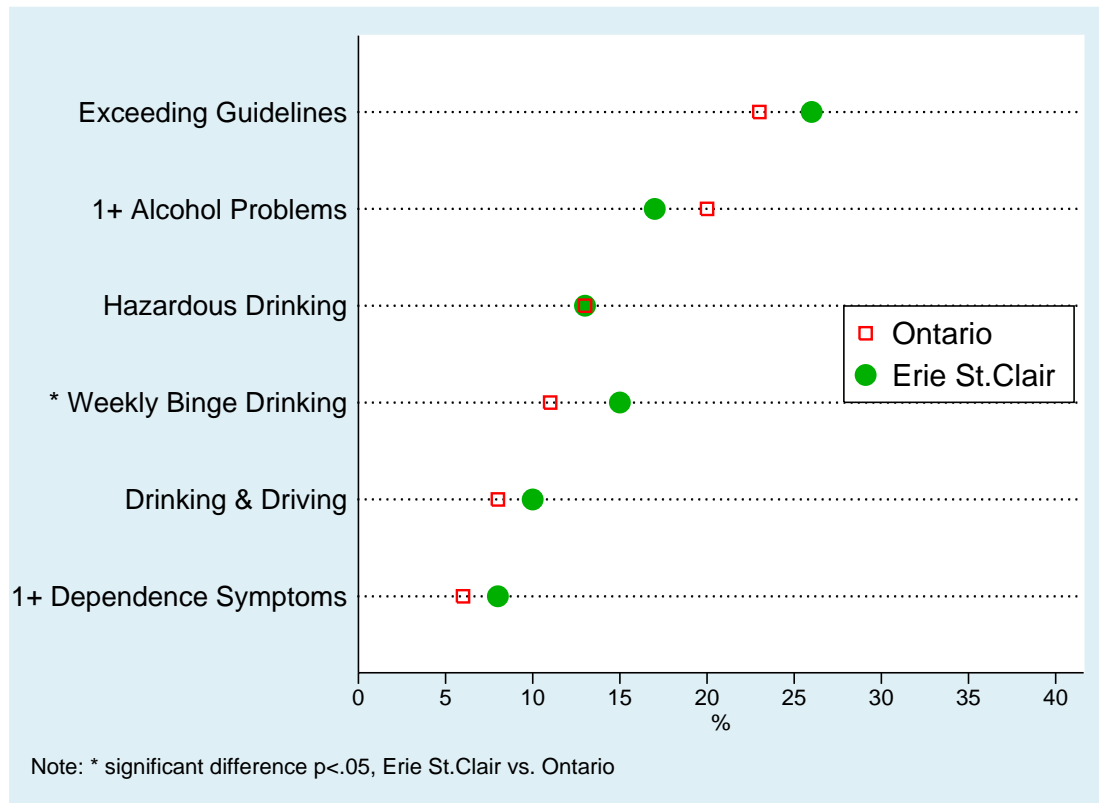 Exceeding Guidelines
1+ Alcohol Problems
Hazardous Drinking
* Weekly Binge Drinking
Drinking & Driving
1+ Dependence Symptoms
Ontario
Erie St.Clair
0 5 10 15 20 25 30 35 40
%
Note: * significant difference p<.05, Erie St.Clair vs. Ontario